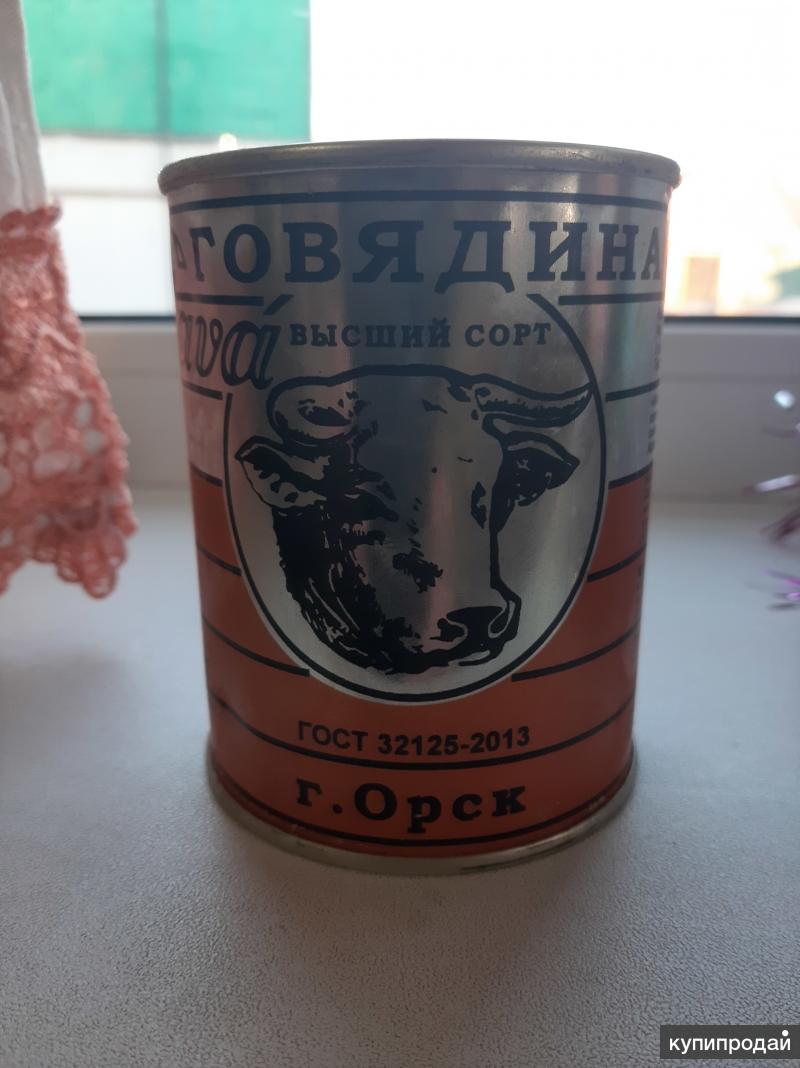 ГОВЯДИНА
ВЫСШИЙ СОРТ
ГОСТ 32125-2013
г.Орск
купипродай